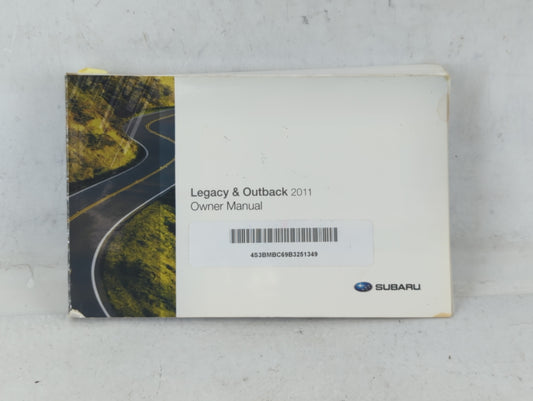 Legacy & Outback 2011
Owner Manual
4S3BMBC69B3251349
SUBARU